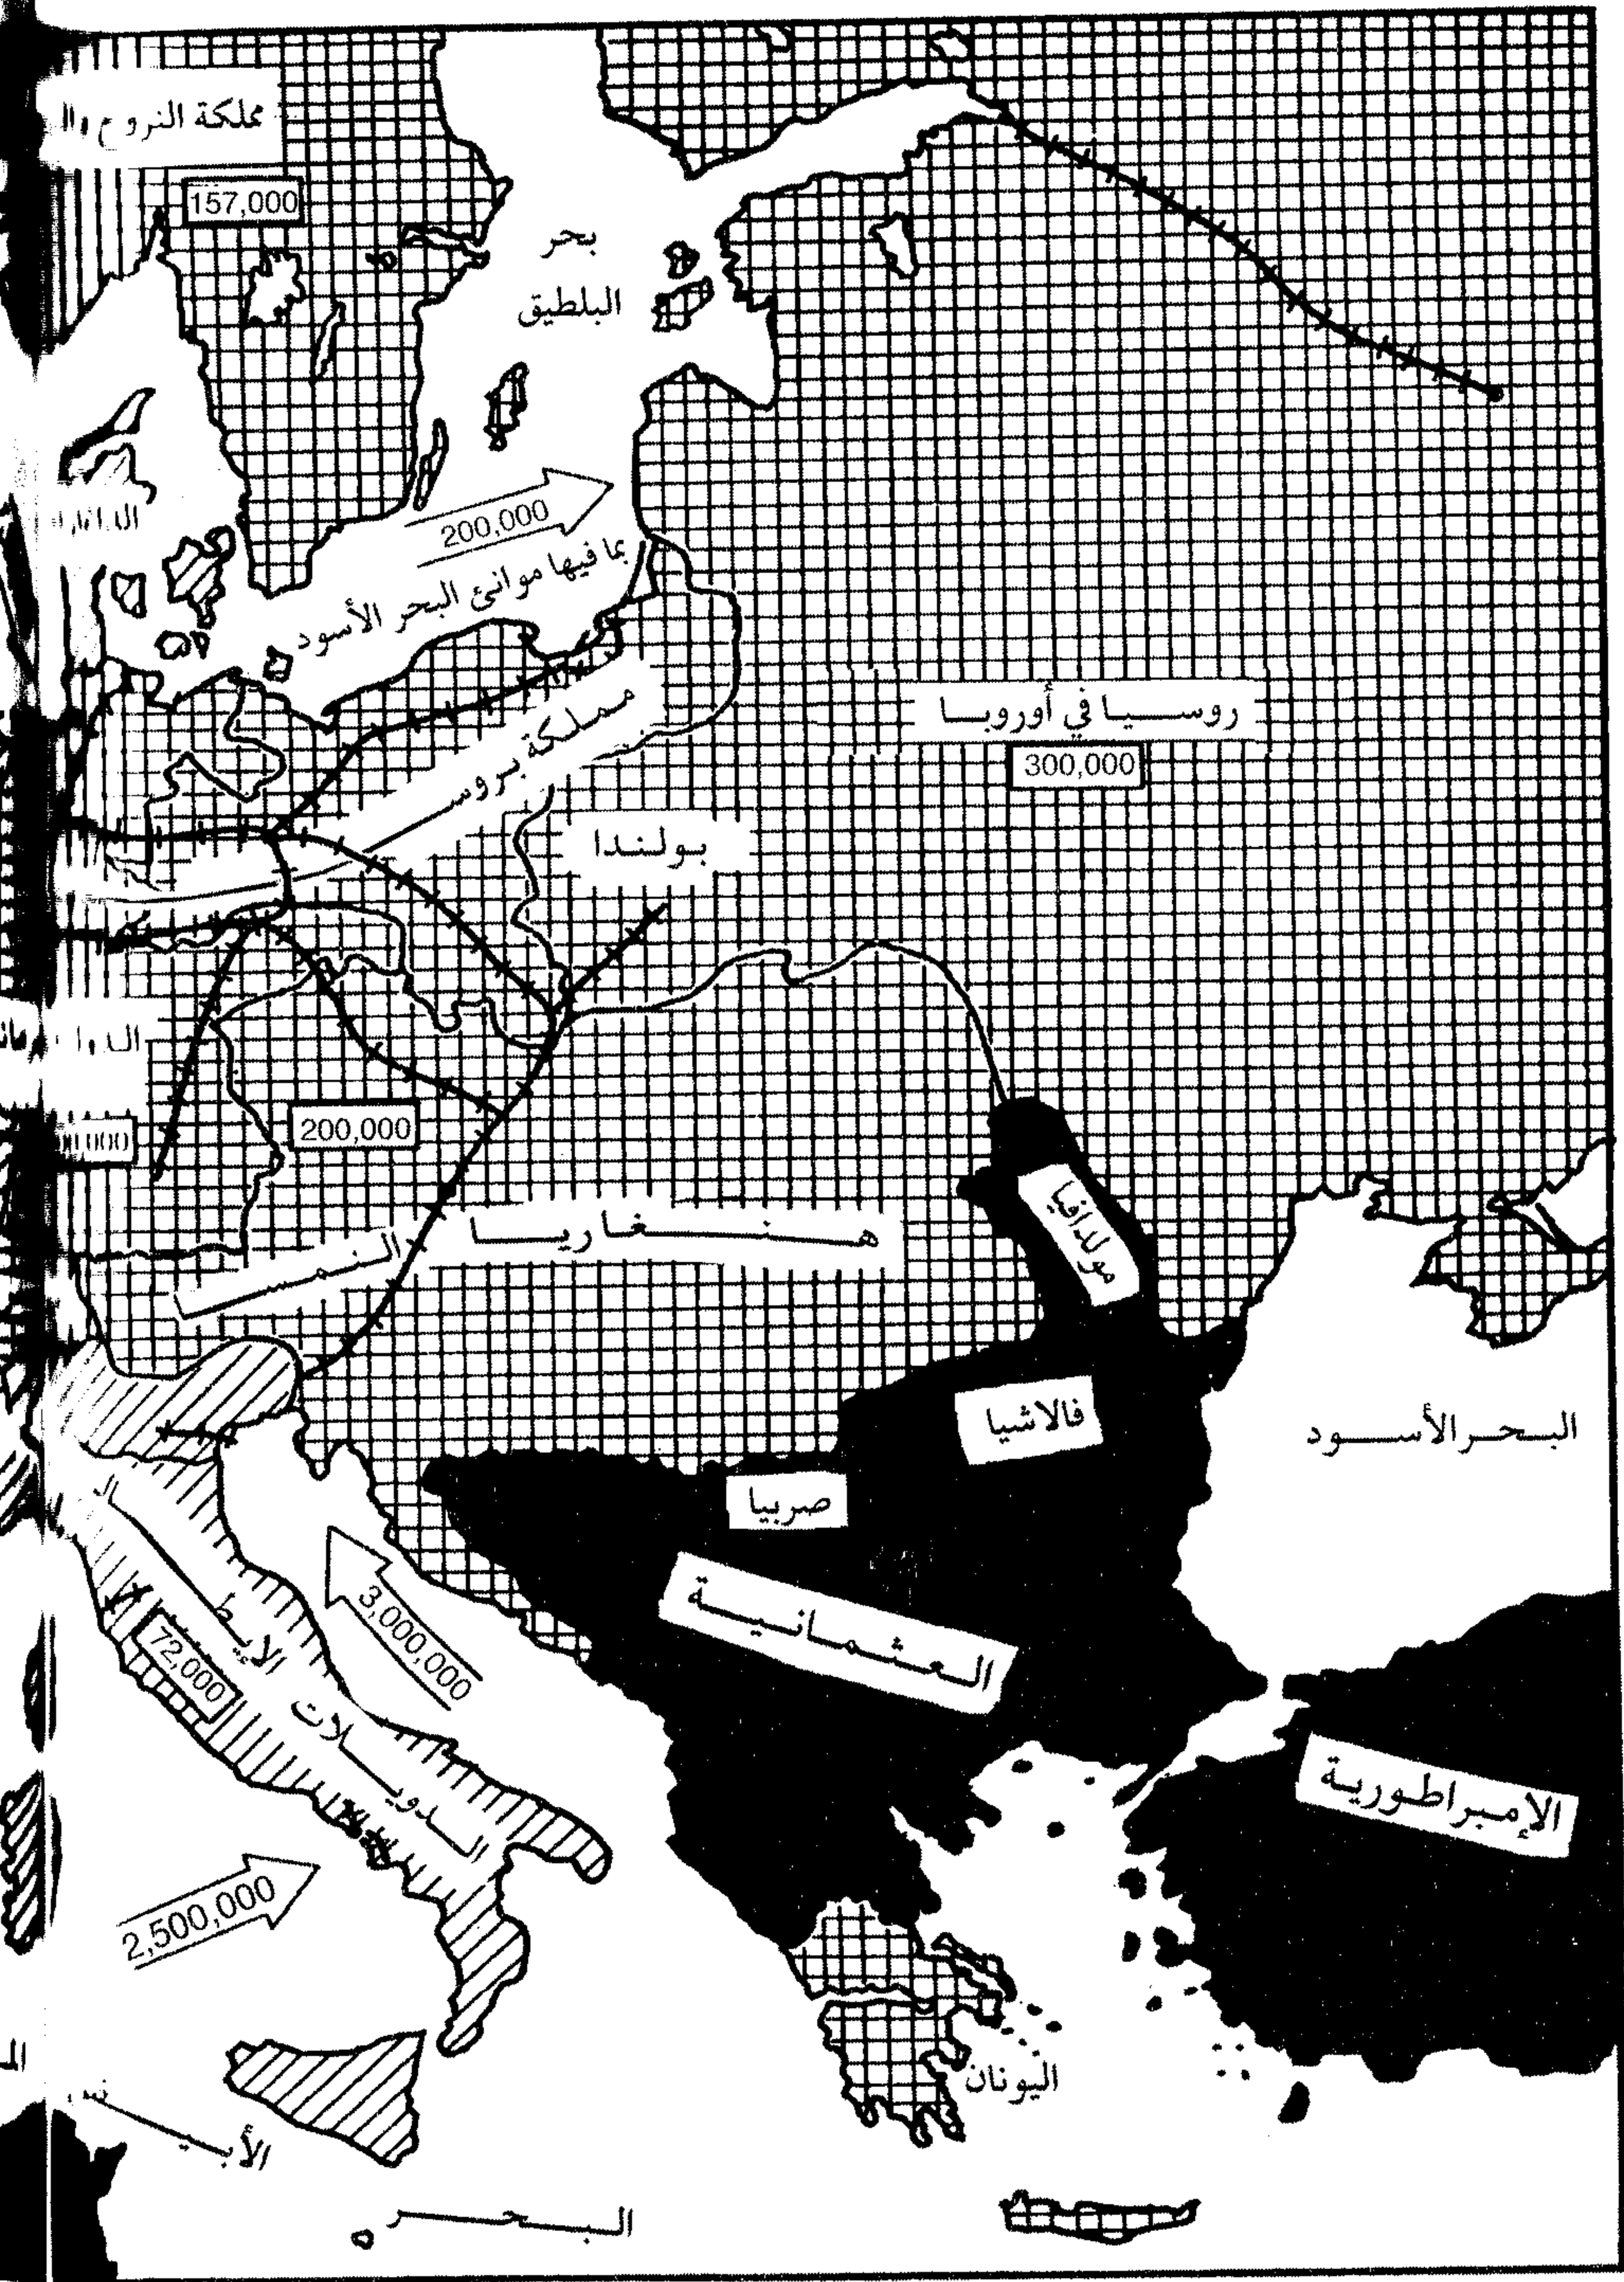 مملكة النروج وال
157,000
بحر
البلطيق
200,000
بما فيها موانئ البحر الأسود
مملكة بروسيا
روسيا في أوروبا
300,000
بولندا
200,000
هنغاريا
النمسا
مولدافيا
فالاشيا
البحر الأسود
صربيا
العثمانية
3,000,000
72,000
الدويلات
الإمبراطورية
2,500,000
اليونان
البحر
الأبيض